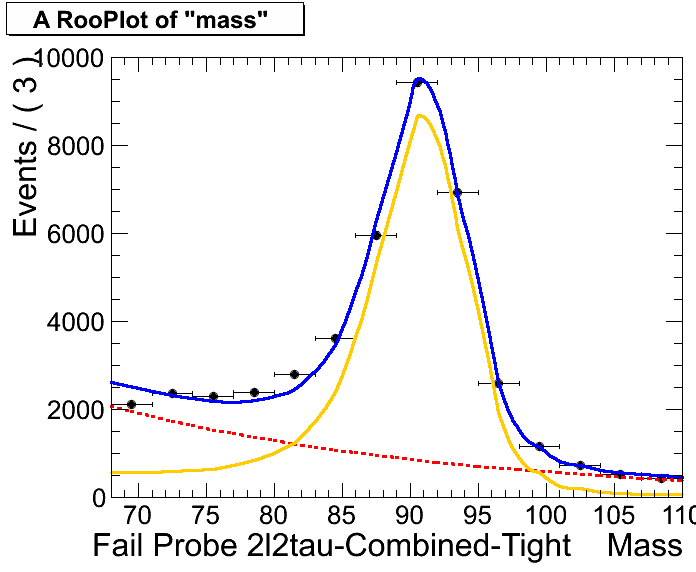 A RooPlot of "mass"
Events / ( 3 )
10000
8000
6000
4000
2000
0
70 75 80 85 90 95 100 105 110
Fail Probe 2l2tau-Combined-Tight Mass